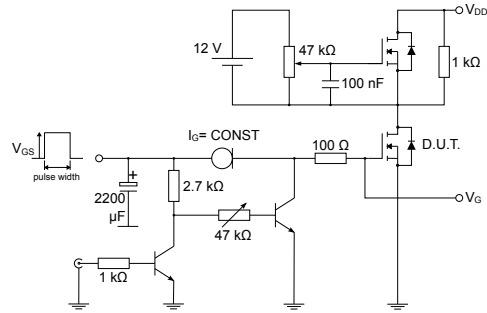 V_DD
12 V
47 kΩ
1 kΩ
100 nF
I_G= CONST
100 Ω
D.U.T.
V_GS
pulse width
+
2.7 kΩ
2200
μF
V_G
47 kΩ
1 kΩ